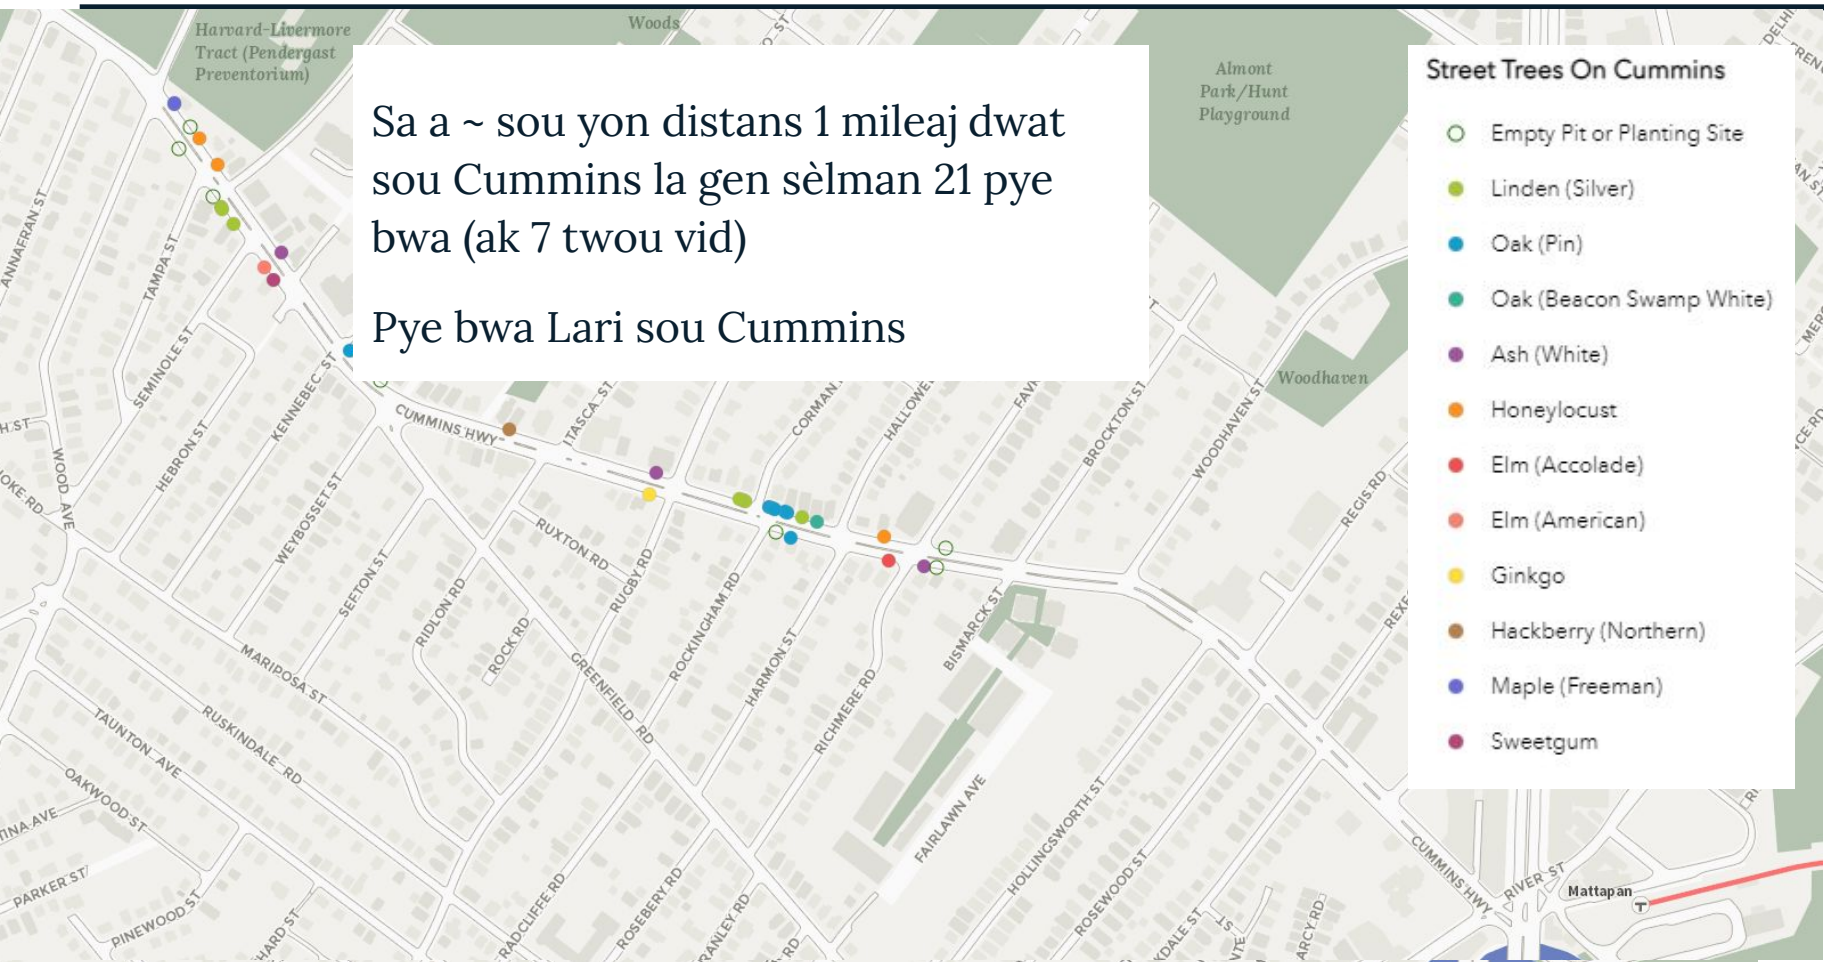 Harvard-Livermore
Tract (Pendergast
Preventorium)
Woods
Almont
Park/Hunt
Playground
Woodhaven
Sa a ~ sou yon distans 1 mileaj dwat
sou Cummins la gen sèlman 21 pye
bwa (ak 7 twou vid)
Pye bwa Lari sou Cummins
Street Trees On Cummins
Empty Pit or Planting Site
Linden (Silver)
Oak (Pin)
Oak (Beacon Swamp White)
Ash (White)
Honeylocust
Elm (Accolade)
Elm (American)
Ginkgo
Hackberry (Northern)
Maple (Freeman)
Sweetgum
ANNAFRAN ST
TAMPA ST
SEMINOLE ST
HEBRON ST
KENNEBEC ST
WOOD AVE
WEYBOSSET ST
SEFTON ST
CUMMINS HWY
ITASCA ST
RUXTON RD
RIDLON RD
ROCK RD
RUGBY RD
GREENFIELD RD
ROCKINGHAM RD
HARMON ST
RICHMERE RD
CORMAN
HALLOWE
BROCKTON ST
WOODHAVEN ST
REGIS RD
BISMARCK ST
FAIRLAWN AVE
HOLLINGSWORTH ST
ROSEWOOD ST
MARIPOSA ST
RUSKINDALE RD
TAUNTON AVE
OAKWOOD ST
PARKER ST
PINEWOOD ST
RADCLIFFE RD
ROSEBERY RD
CUMMINS HWY
RIVER ST
Mattapan
T